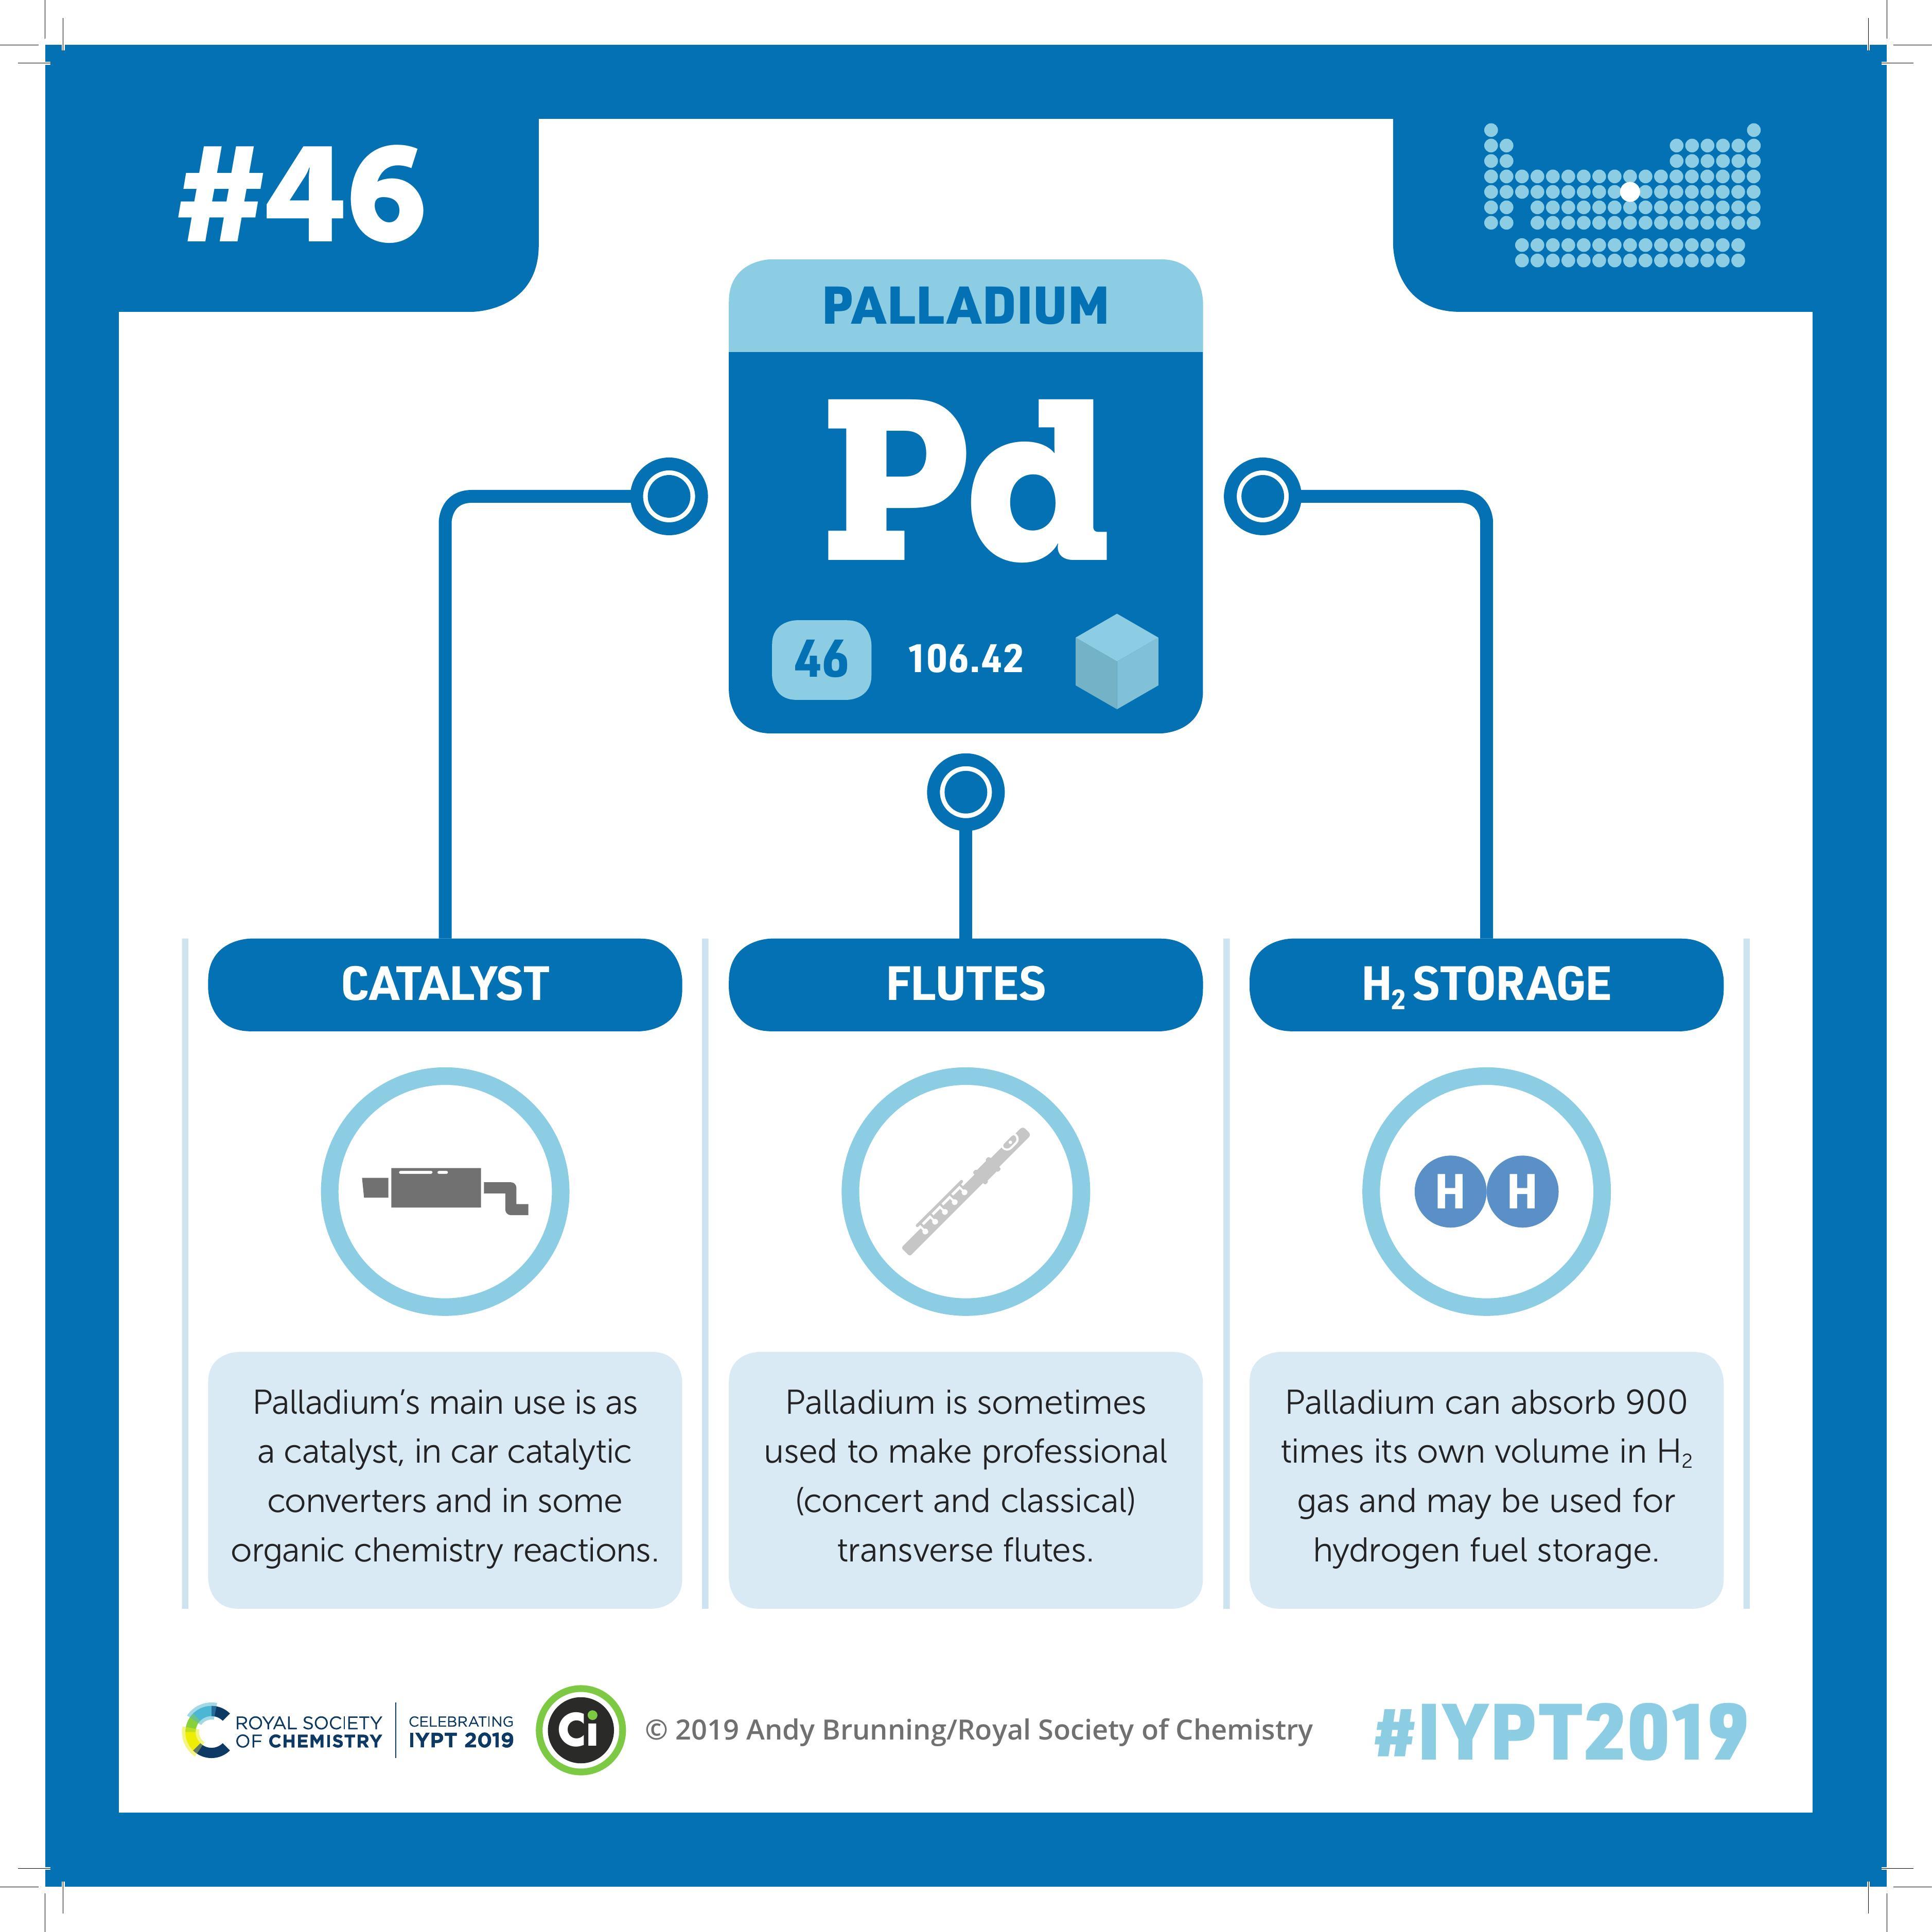 #46
PALLADIUM
Pd
46
106.42
CATALYST
Palladium’s main use is as
a catalyst, in car catalytic
converters and in some
organic chemistry reactions.
FLUTES
Palladium is sometimes
used to make professional
(concert and classical)
transverse flutes.
H₂ STORAGE
H H
Palladium can absorb 900
times its own volume in H₂
gas and may be used for
hydrogen fuel storage.
ROYAL SOCIETY
OF CHEMISTRY
CELEBRATING
IYPT 2019
Ci
© 2019 Andy Brunning/Royal Society of Chemistry
#IYPT2019